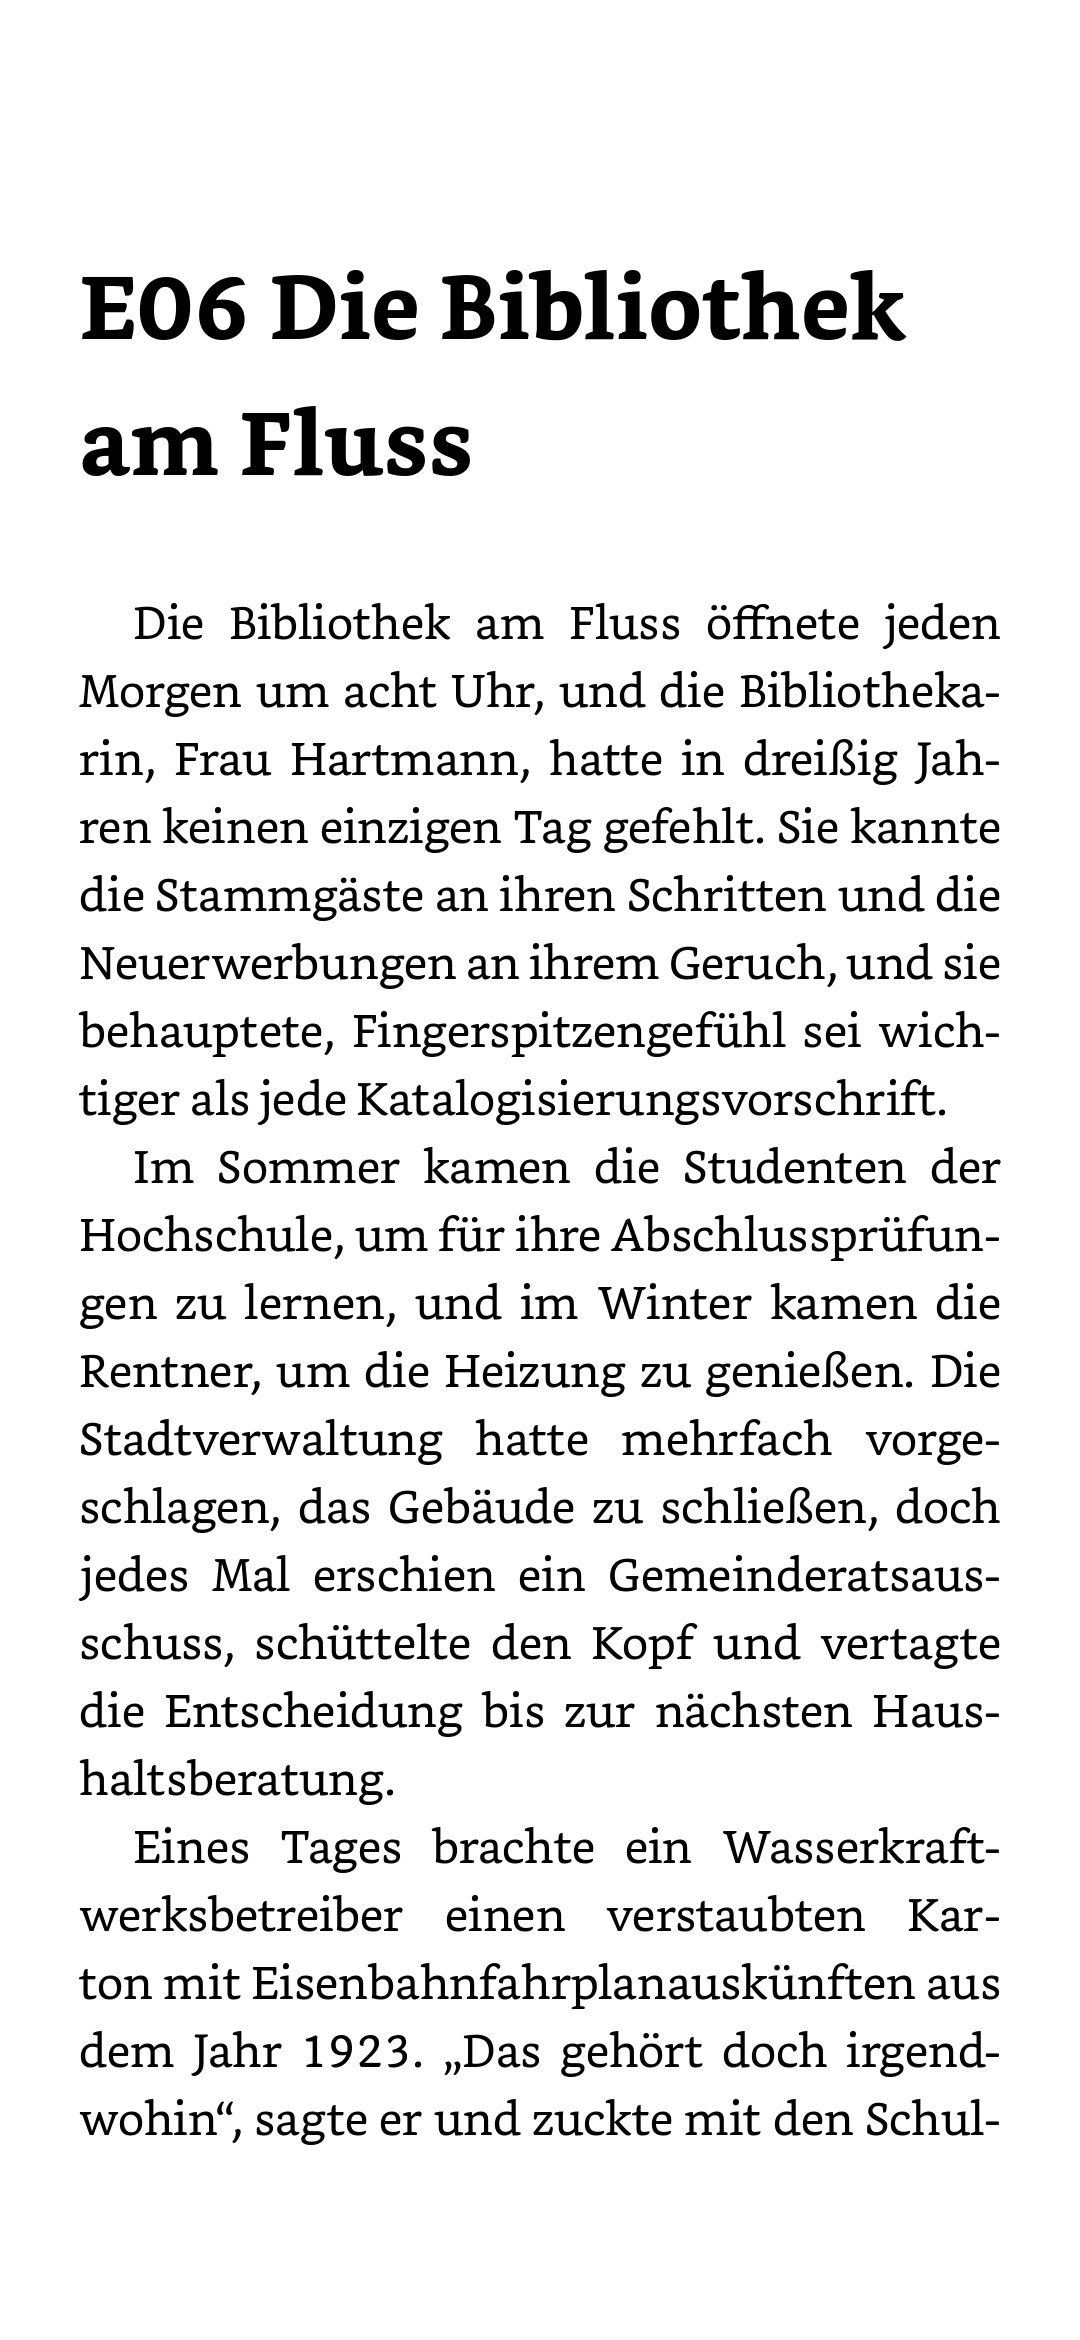 E06 Die Bibliothek
am Fluss
Die Bibliothek am Fluss öffnete jeden
Morgen um acht Uhr, und die Bibliotheka-
rin, Frau Hartmann, hatte in dreißig Jah-
ren keinen einzigen Tag gefehlt. Sie kannte
die Stammgäste an ihren Schritten und die
Neuerwerbungen an ihrem Geruch, und sie
behauptete, Fingerspitzengefühl sei wich-
tiger als jede Katalogisierungsvorschrift.
Im Sommer kamen die Studenten der
Hochschule, um für ihre Abschlussprüfun-
gen zu lernen, und im Winter kamen die
Rentner, um die Heizung zu genießen. Die
Stadtverwaltung hatte mehrfach vorge-
schlagen, das Gebäude zu schließen, doch
jedes Mal erschien ein Gemeinderatsaus-
schuss, schüttelte den Kopf und vertagte
die Entscheidung bis zur nächsten Haus-
haltsberatung.
Eines Tages brachte ein Wasserkraft-
werksbetreiber einen verstaubten Kar-
ton mit Eisenbahnfahrplanauskünften aus
dem Jahr 1923. „Das gehört doch irgend-
wohin“, sagte er und zuckte mit den Schul-